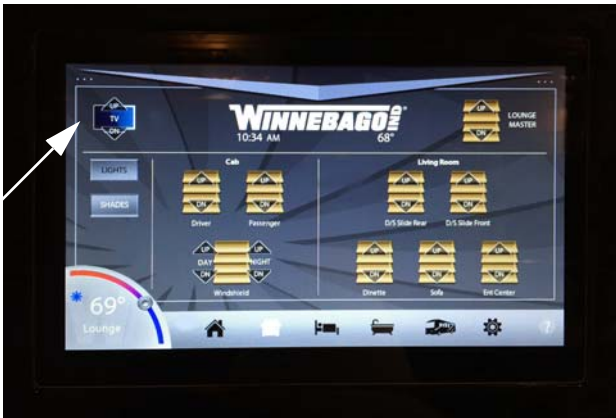 UP
TV
DN
WINNEBAGO IND
10:34 AM 68°
UP
DN
LOUNGE
MASTER
LIGHTS
SHADES
Cab
UP UP
DN DN
Driver Passenger
UP UP
DAY NIGHT
DN DN
Windshield
Living Room
UP UP
DN DN
D/S Slide Rear D/S Slide Front
UP UP UP
DN DN DN
Dinette Sofa Ent Center
69°
Lounge
?